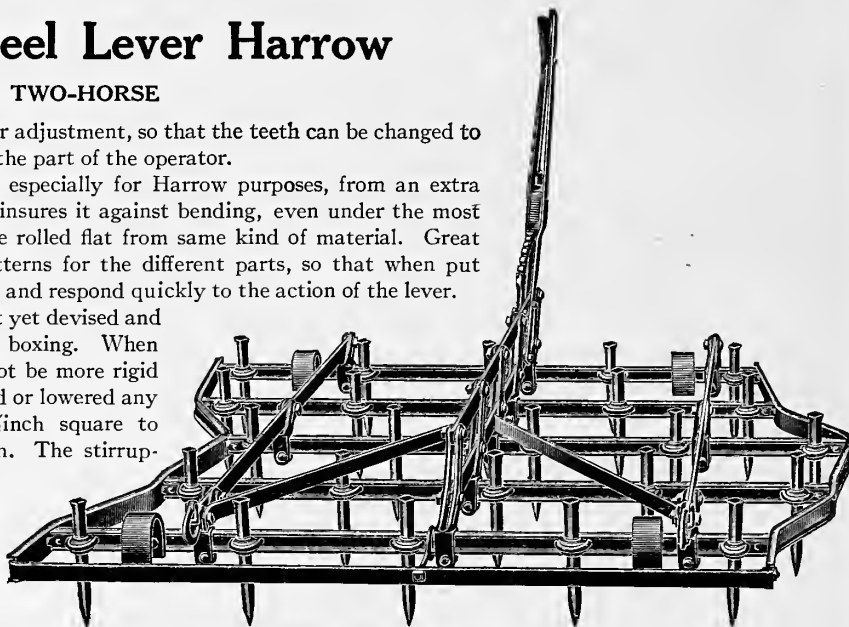 eel Lever Harrow
TWO-HORSE
r adjustment, so that the teeth can be changed to
the part of the operator.
especially for Harrow purposes, from an extra
insures it against bending, even under the most
e rolled flat from same kind of material. Great
tterns for the different parts, so that when put
and respond quickly to the action of the lever.
t yet devised and
boxing. When
ot be more rigid
d or lowered any
inch square to
n. The stirrup-